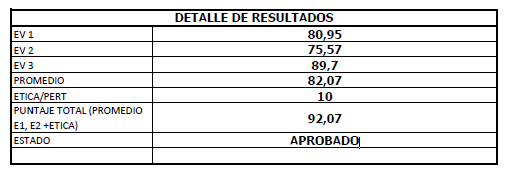 DETALLE DE RESULTADOS
EV 1 80,95
EV 2 75,57
EV 3 89,7
PROMEDIO 82,07
ETICA/PERT 10
PUNTAJE TOTAL (PROMEDIO
E1, E2 +ETICA) 92,07
ESTADO APROBADO